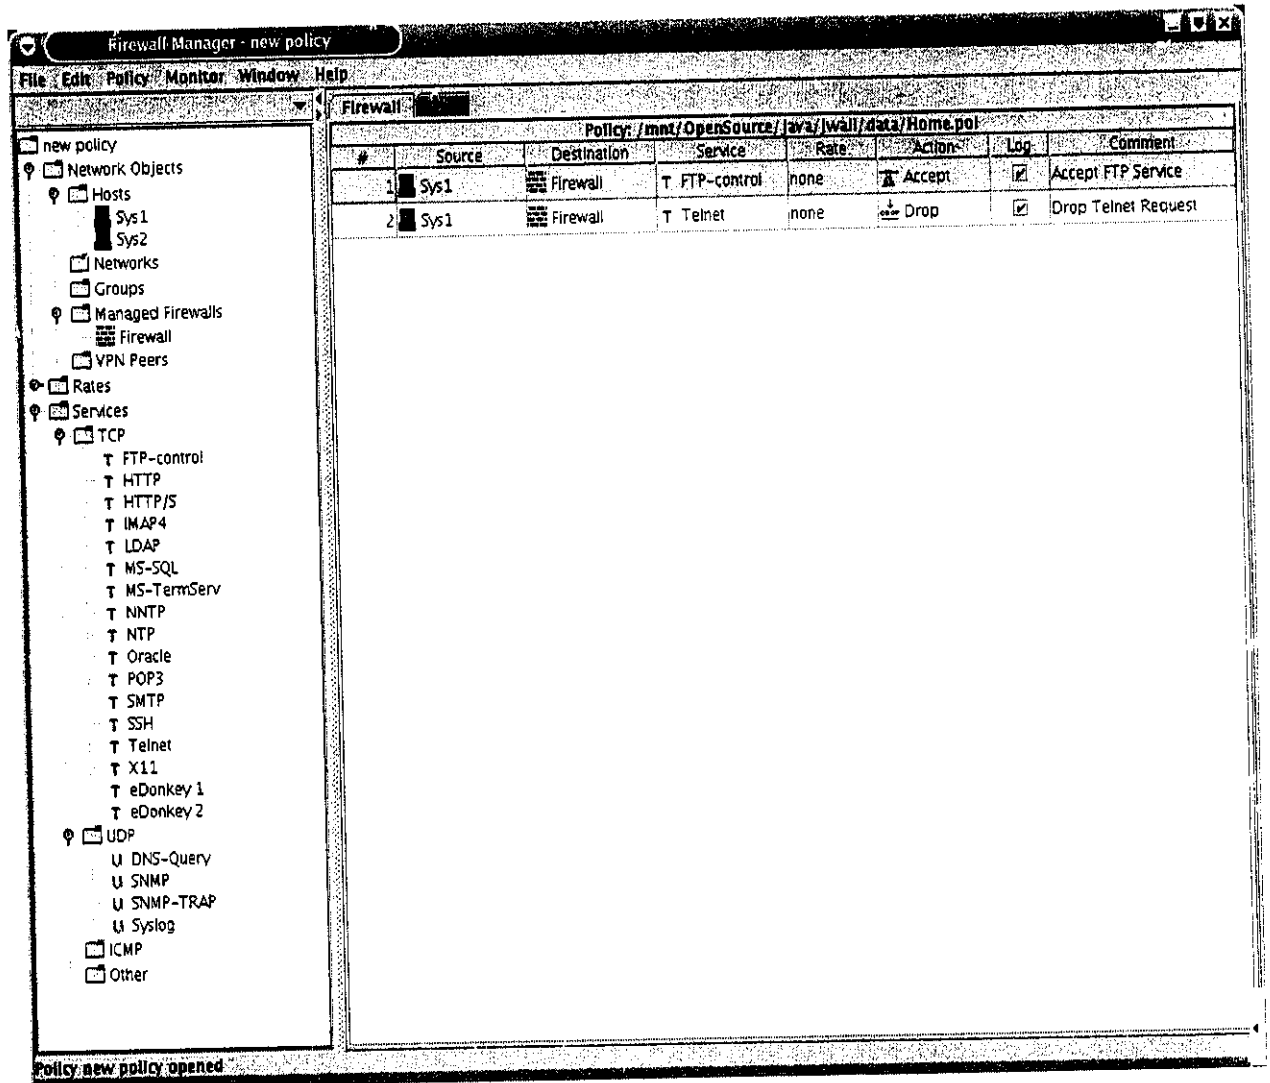 Firewall Manager - new policy
File Edit Policy Monitor Window Help
Firewall
Policy: /mnt/OpenSource/java/jwall/data/Home.pol
# Source Destination Service Rate Action Log Comment
1 Sys1 Firewall T FTP-control none Accept Accept FTP Service
2 Sys1 Firewall T Telnet none Drop Drop Telnet Request
new policy
Network Objects
Hosts
Sys1
Sys2
Networks
Groups
Managed Firewalls
Firewall
VPN Peers
Rates
Services
TCP
T FTP-control
T HTTP
T HTTP/S
T IMAP4
T LDAP
T MS-SQL
T MS-TermServ
T NNTP
T NTP
T Oracle
T POP3
T SMTP
T SSH
T Telnet
T X11
T eDonkey 1
T eDonkey 2
UDP
U DNS-Query
U SNMP
U SNMP-TRAP
U Syslog
ICMP
Other
Policy new policy opened